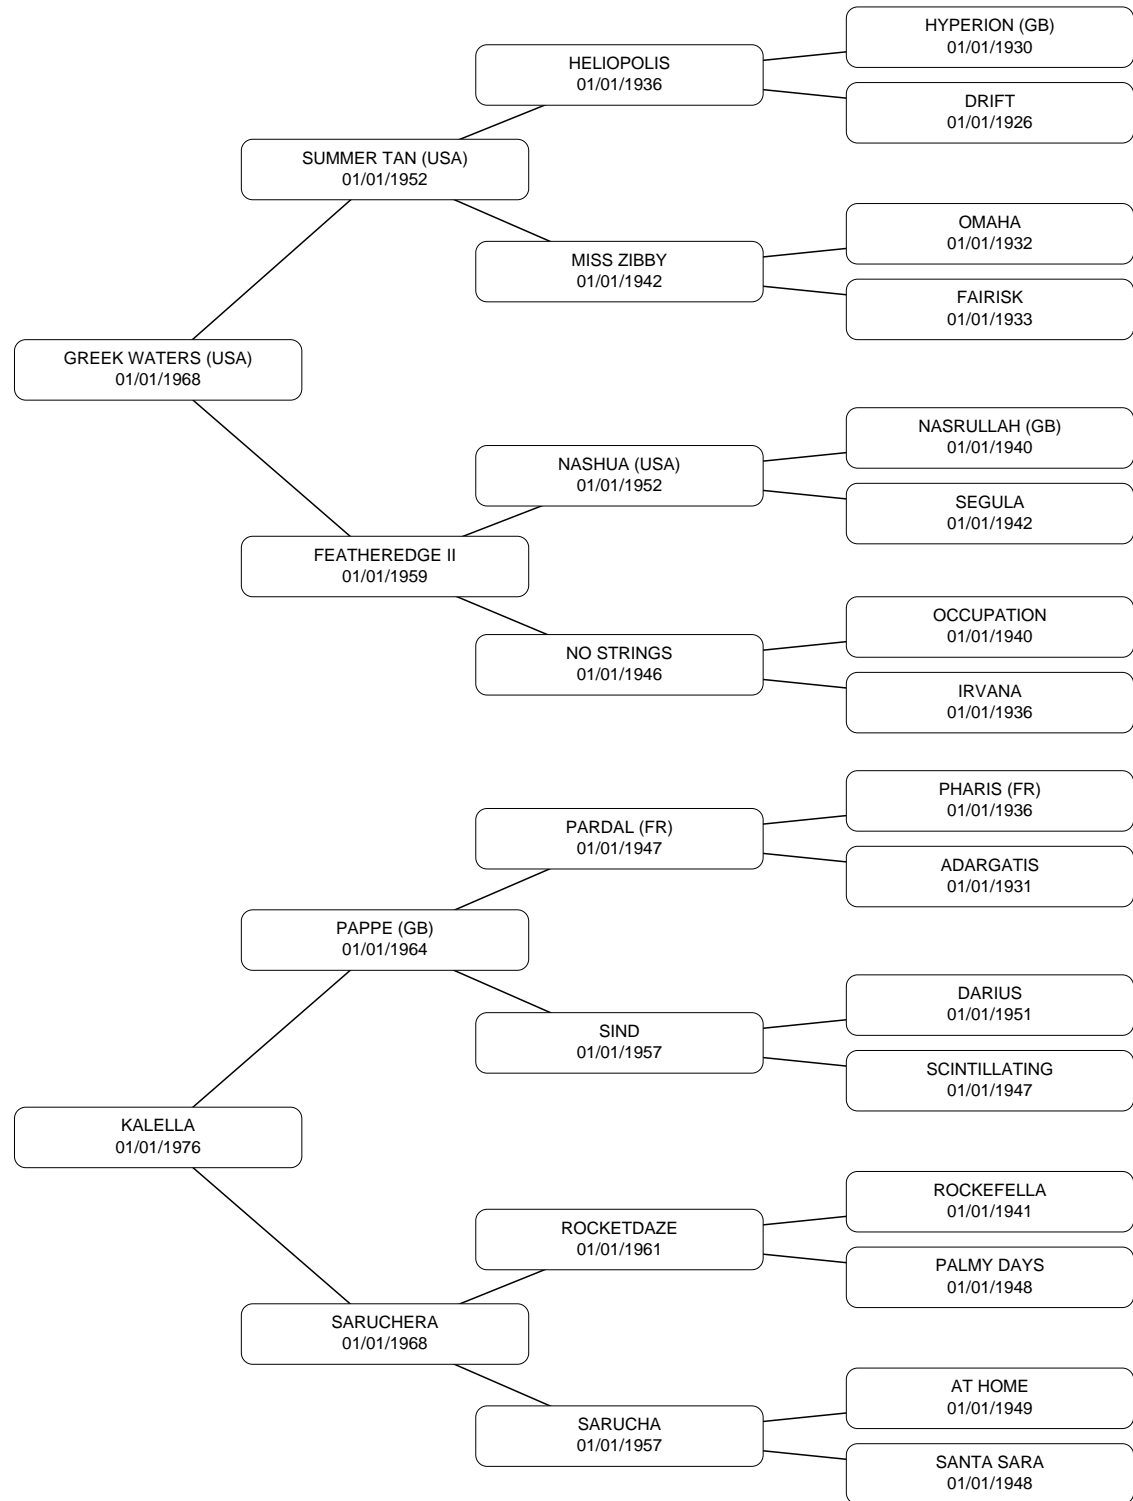 HYPERION (GB)
01/01/1930
HELIOPOLIS
01/01/1936
DRIFT
01/01/1926
SUMMER TAN (USA)
01/01/1952
OMAHA
01/01/1932
MISS ZIBBY
01/01/1942
FAIRISK
01/01/1933
GREEK WATERS (USA)
01/01/1968
NASRULLAH (GB)
01/01/1940
NASHUA (USA)
01/01/1952
SEGULA
01/01/1942
FEATHEREDGE II
01/01/1959
OCCUPATION
01/01/1940
NO STRINGS
01/01/1946
IRVANA
01/01/1936
PHARIS (FR)
01/01/1936
PARDAL (FR)
01/01/1947
ADARGATIS
01/01/1931
PAPPE (GB)
01/01/1964
DARIUS
01/01/1951
SIND
01/01/1957
SCINTILLATING
01/01/1947
KALELLA
01/01/1976
ROCKEFELLA
01/01/1941
ROCKETDAZE
01/01/1961
PALMY DAYS
01/01/1948
SARUCHERA
01/01/1968
AT HOME
01/01/1949
SARUCHA
01/01/1957
SANTA SARA
01/01/1948